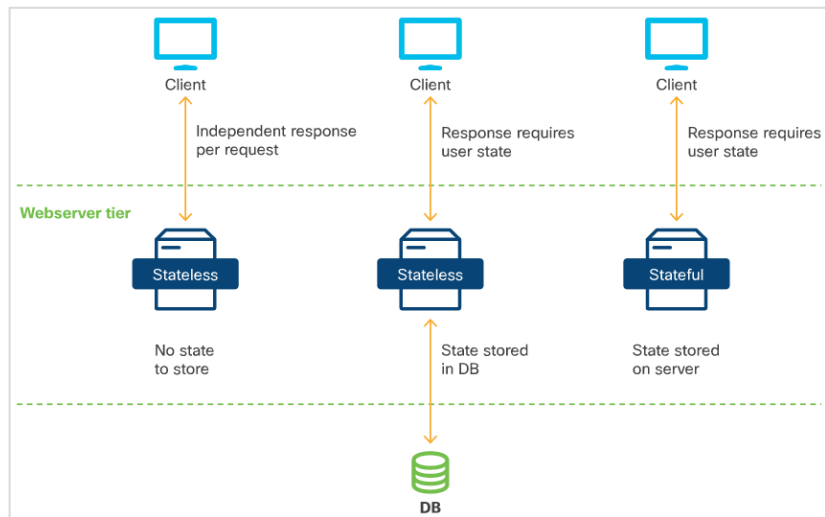 Client
Client
Client
Independent response
per request
Response requires
user state
Response requires
user state
Webserver tier
Stateless
Stateless
Stateful
No state
to store
State stored
in DB
State stored
on server
DB